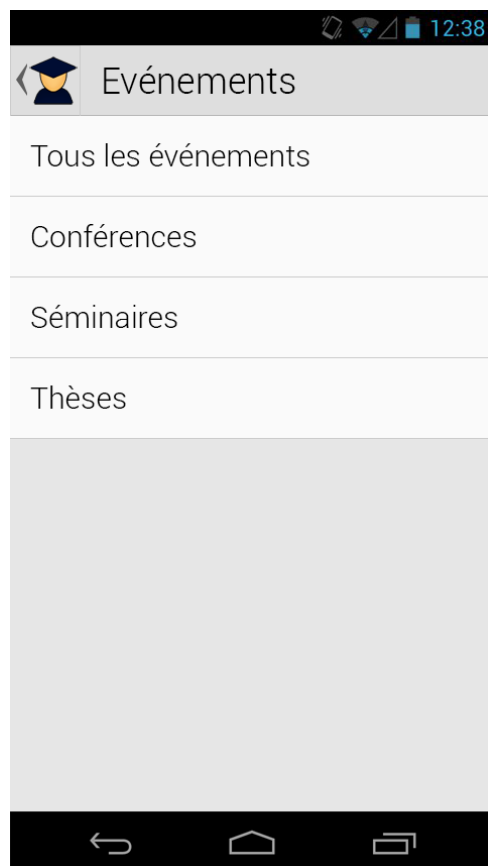 12:38
Evénements
Tous les événements
Conférences
Séminaires
Thèses